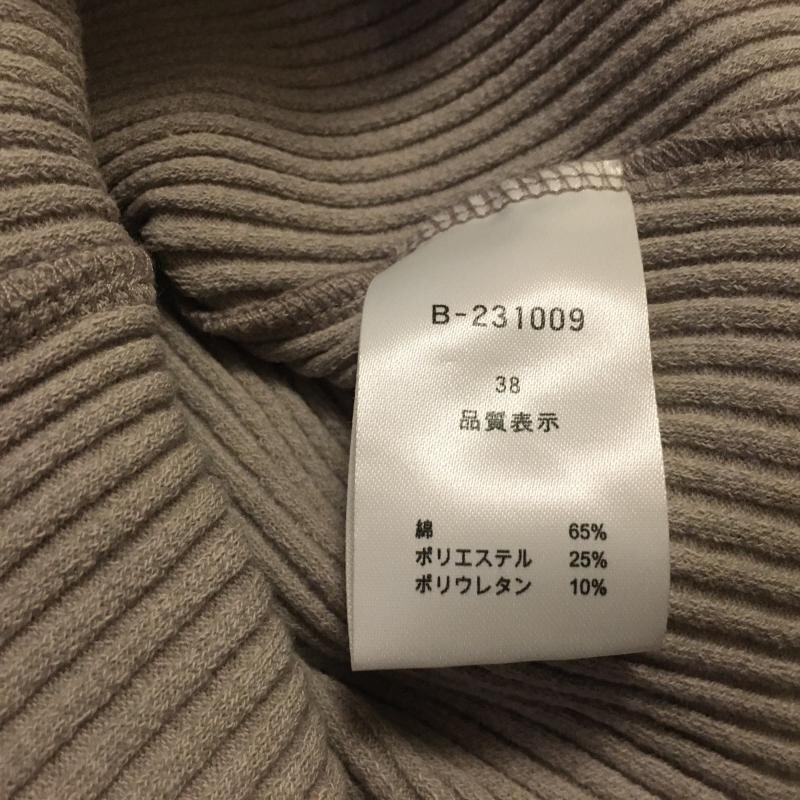 B-231009
38
品質表示
綿 65%
ポリエステル 25%
ポリウレタン 10%